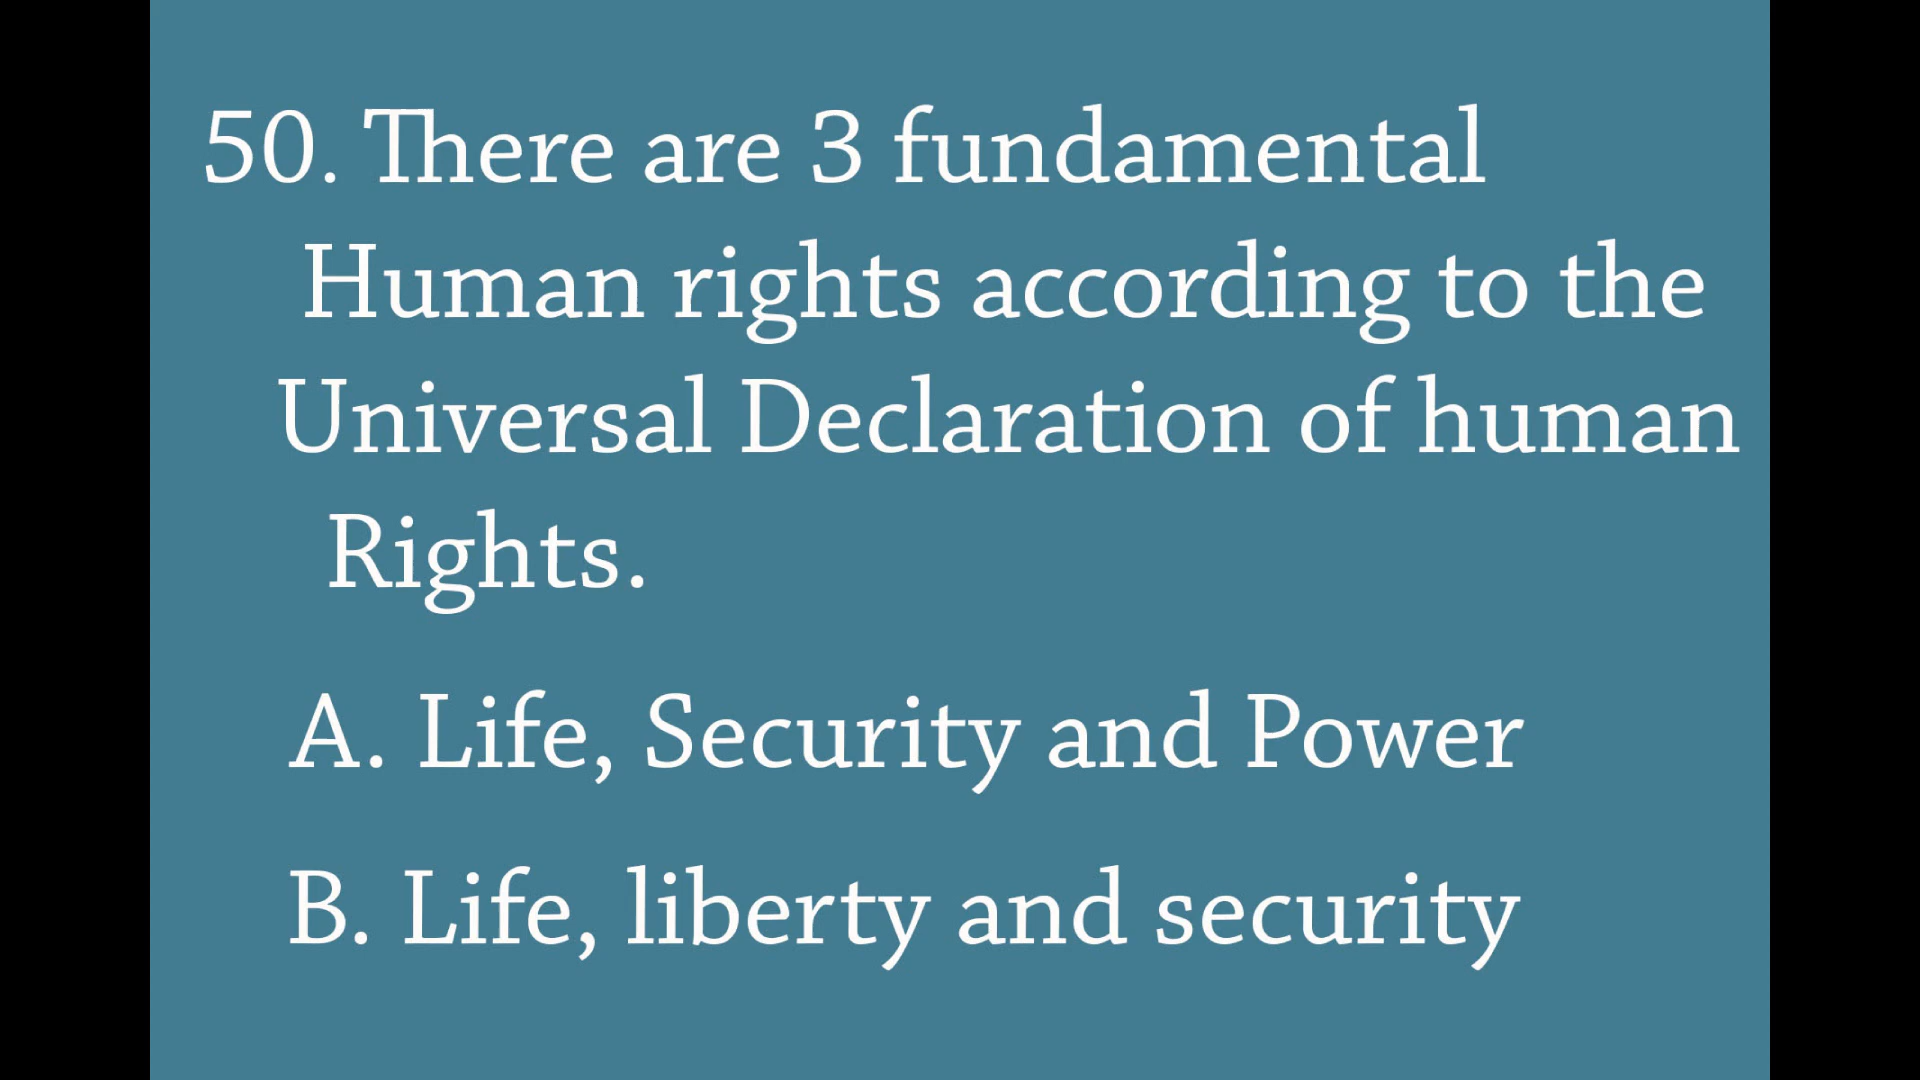 50. There are 3 fundamental
Human rights according to the
Universal Declaration of human
Rights.
A. Life, Security and Power
B. Life, liberty and security